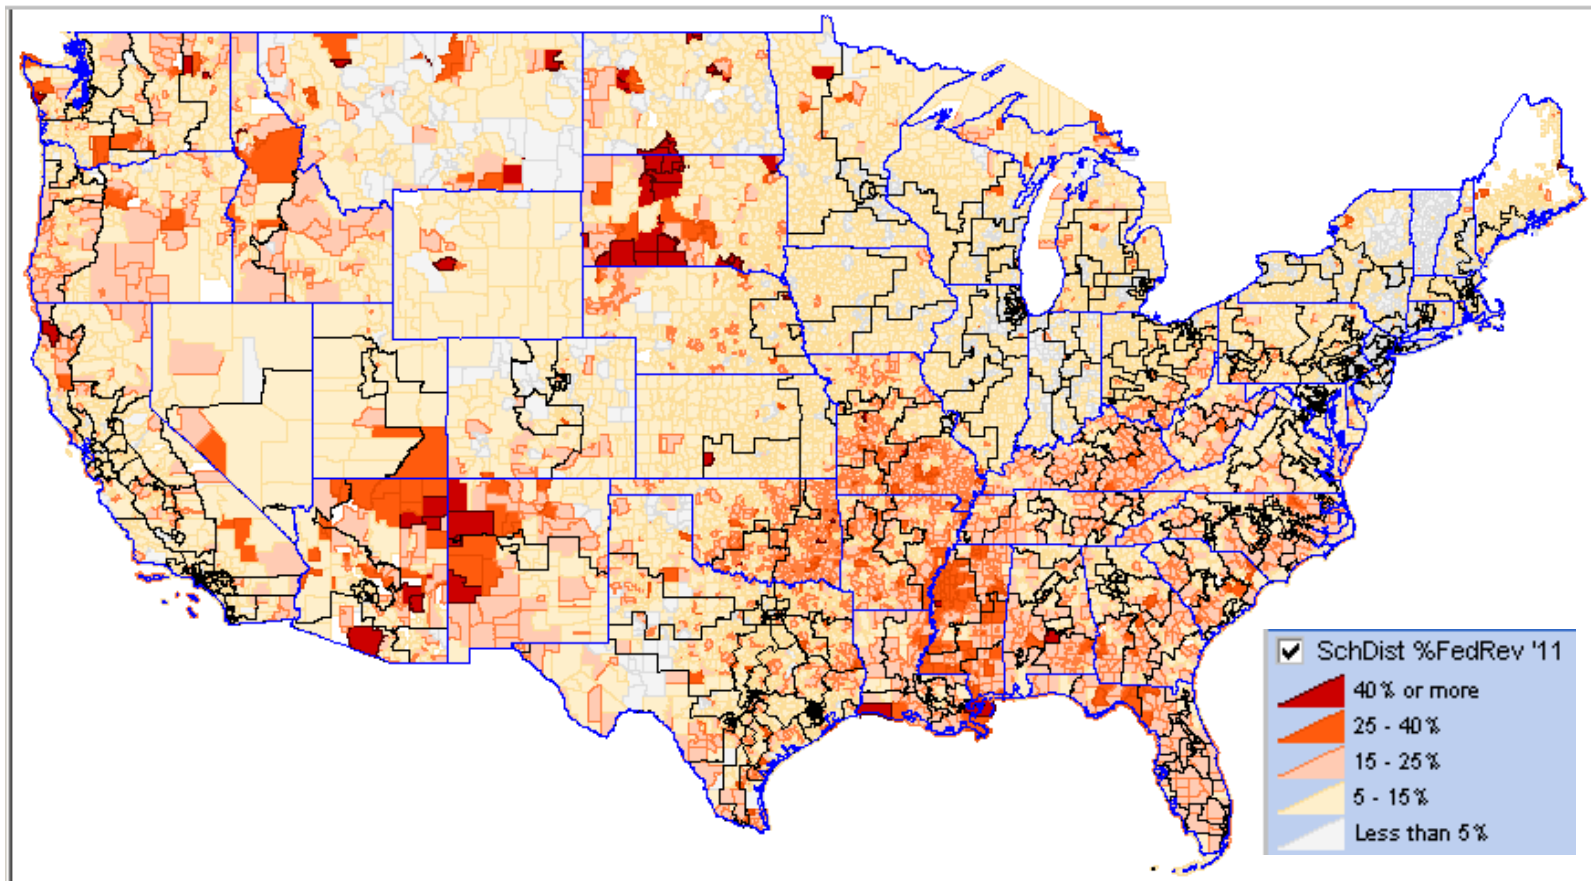 SchDist %FedRev '11
40% or more
25 - 40%
15 - 25%
5 - 15%
Less than 5%